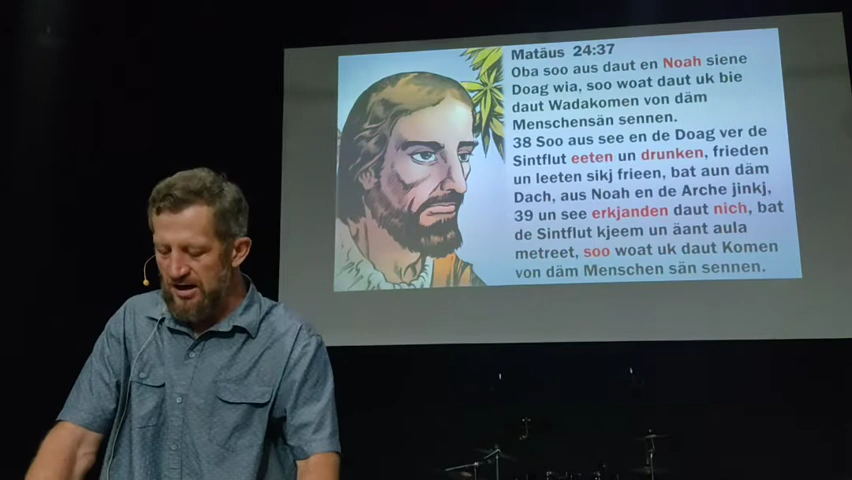 Matäus 24:37
Oba soo aus daut en Noah siene
Doag wia, soo woat daut uk bie
daut Wadakomen von däm
Menschensän sennen.
38 Soo aus see en de Doag ver de
Sintflut eeten un drunken, frieden
un leeten sikj frieen, bat aun däm
Dach, aus Noah en de Arche jinkj,
39 un see erkjanden daut nich, bat
de Sintflut kjeem un äant aula
metreet, soo woat uk daut Komen
von däm Menschen sän sennen.